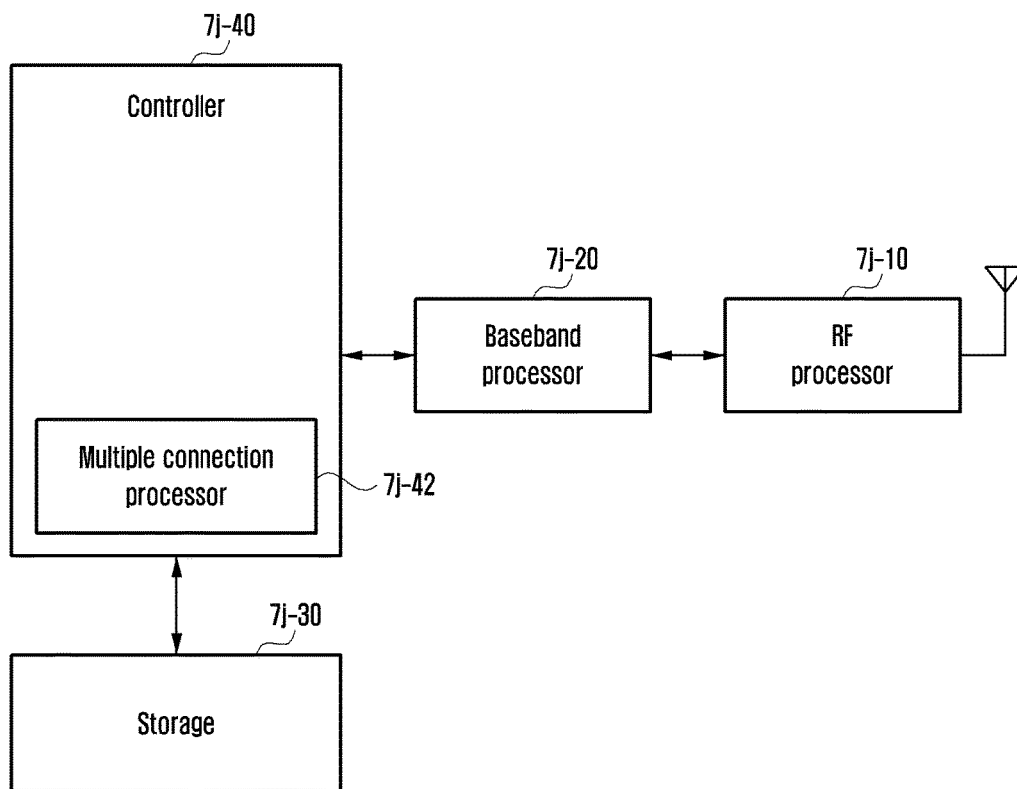 7j-40
Controller
7j-20
7j-10
Baseband
processor
RF
processor
Multiple connection
processor
7j-42
7j-30
Storage